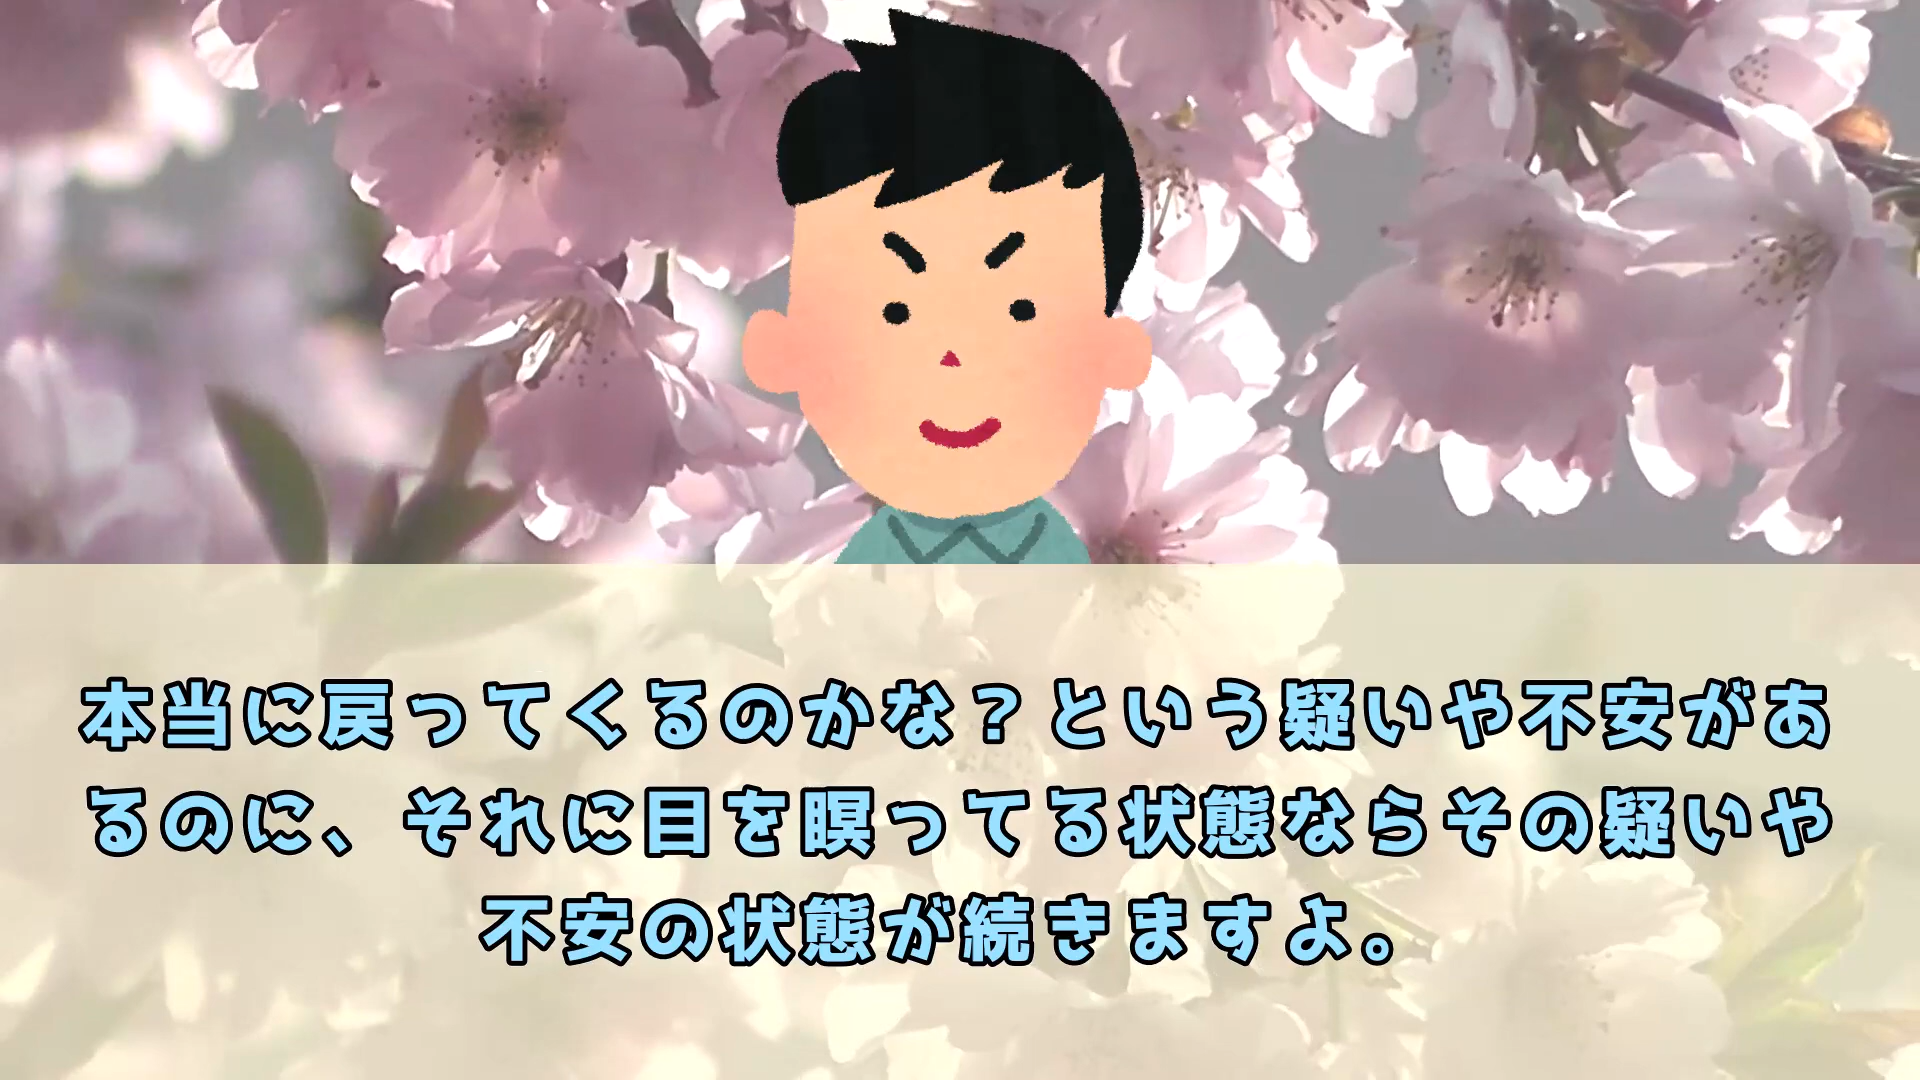 本当に戻ってくるのかな？という疑いや不安があ
るのに、それに目を瞑ってる状態ならその疑いや
不安の状態が続きますよ。